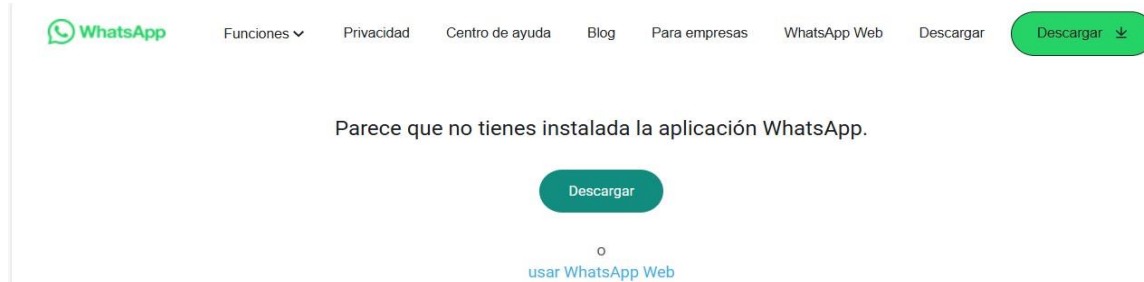 WhatsApp Funciones Privacidad Centro de ayuda Blog Para empresas WhatsApp Web Descargar Descargar
Parece que no tienes instalada la aplicación WhatsApp.
Descargar
o
usar WhatsApp Web